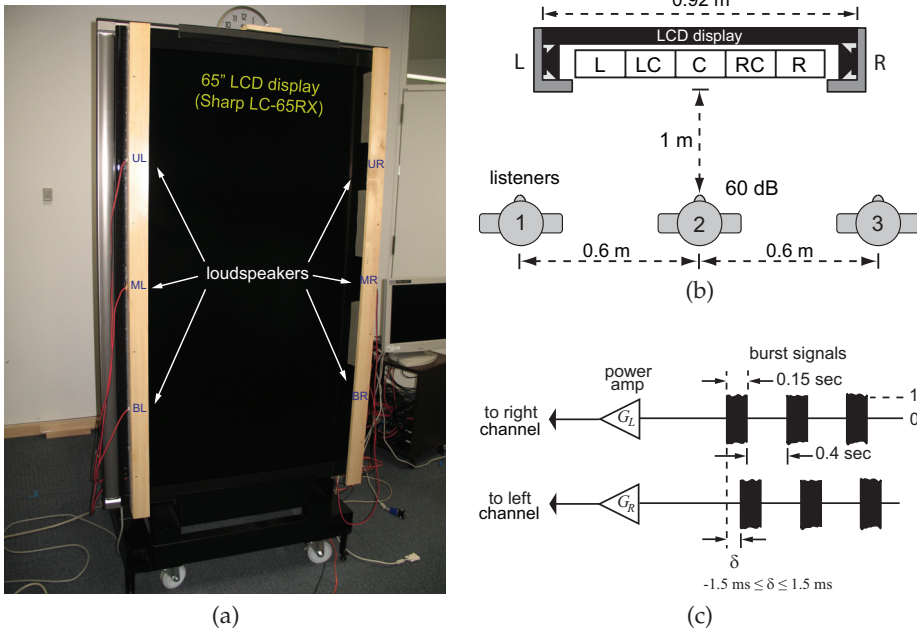 65” LCD display
(Sharp LC-65RX)
UL
UR
loudspeakers
ML
MR
BL
BR
(a)
0.92 m
LCD display
L
L
LC
C
RC
R
R
1 m
listeners
60 dB
1
2
3
0.6 m
0.6 m
(b)
burst signals
power
amp
0.15 sec
1
to right
channel
G_L
0
0.4 sec
to left
channel
G_R
δ
-1.5 ms ≤ δ ≤ 1.5 ms
(c)